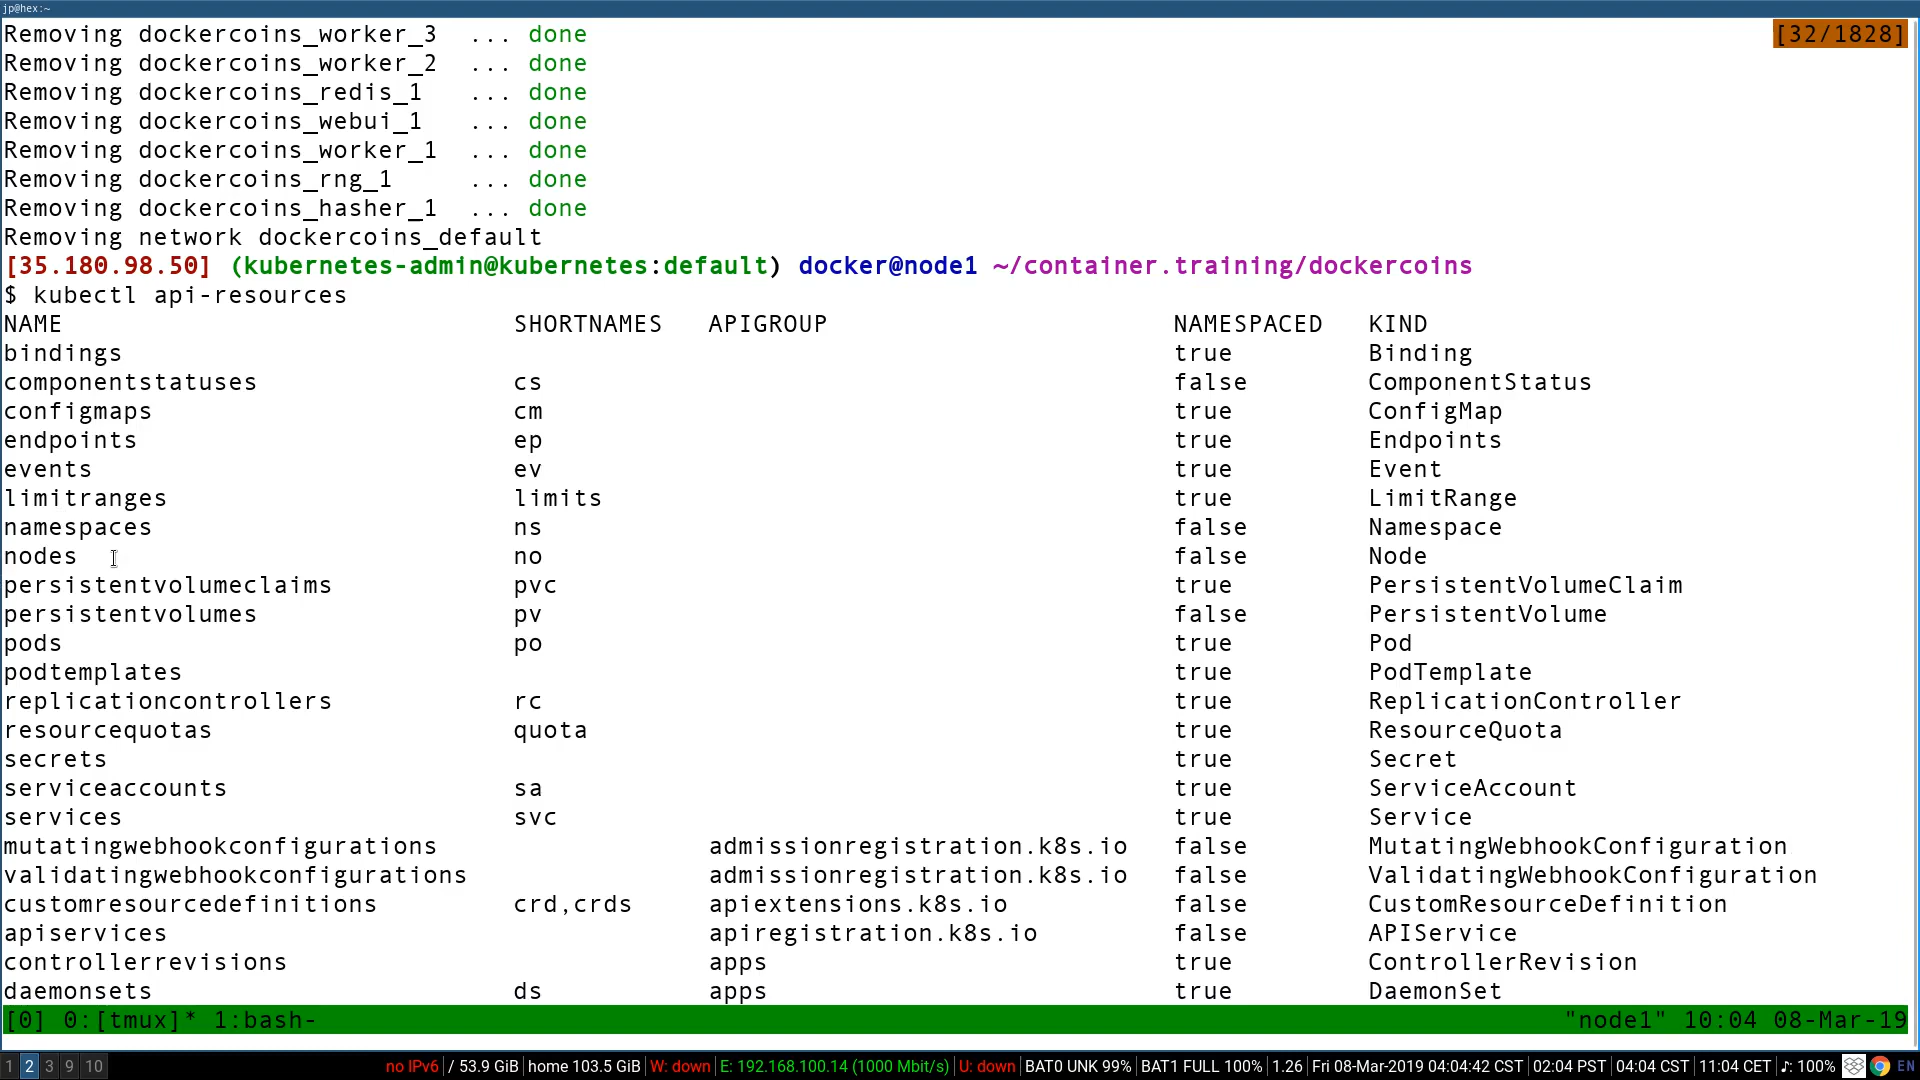 jp@hex:~
Removing dockercoins_worker_3  ... done [32/1828]
Removing dockercoins_worker_2  ... done
Removing dockercoins_redis_1   ... done
Removing dockercoins_webui_1   ... done
Removing dockercoins_worker_1  ... done
Removing dockercoins_rng_1     ... done
Removing dockercoins_hasher_1  ... done
Removing network dockercoins_default
[35.180.98.50] (kubernetes-admin@kubernetes:default) docker@node1 ~/container.training/dockercoins
$ kubectl api-resources
NAME SHORTNAMES APIGROUP NAMESPACED KIND
bindings true Binding
componentstatuses cs false ComponentStatus
configmaps cm true ConfigMap
endpoints ep true Endpoints
events ev true Event
limitranges limits true LimitRange
namespaces ns false Namespace
nodes no false Node
persistentvolumeclaims pvc true PersistentVolumeClaim
persistentvolumes pv false PersistentVolume
pods po true Pod
podtemplates true PodTemplate
replicationcontrollers rc true ReplicationController
resourcequotas quota true ResourceQuota
secrets true Secret
serviceaccounts sa true ServiceAccount
services svc true Service
mutatingwebhookconfigurations admissionregistration.k8s.io false MutatingWebhookConfiguration
validatingwebhookconfigurations admissionregistration.k8s.io false ValidatingWebhookConfiguration
customresourcedefinitions crd,crds apiextensions.k8s.io false CustomResourceDefinition
apiservices apiregistration.k8s.io false APIService
controllerrevisions apps true ControllerRevision
daemonsets ds apps true DaemonSet
[0] 0:[tmux]* 1:bash- "node1" 10:04 08-Mar-19
1 2 3 9 10 no IPv6 | / 53.9 GiB | home 103.5 GiB | W: down | E: 192.168.100.14 (1000 Mbit/s) | U: down | BAT0 UNK 99% | BAT1 FULL 100% | 1.26 | Fri 08-Mar-2019 04:04:42 CST | 02:04 PST | 04:04 CST | 11:04 CET | ♪: 100% EN